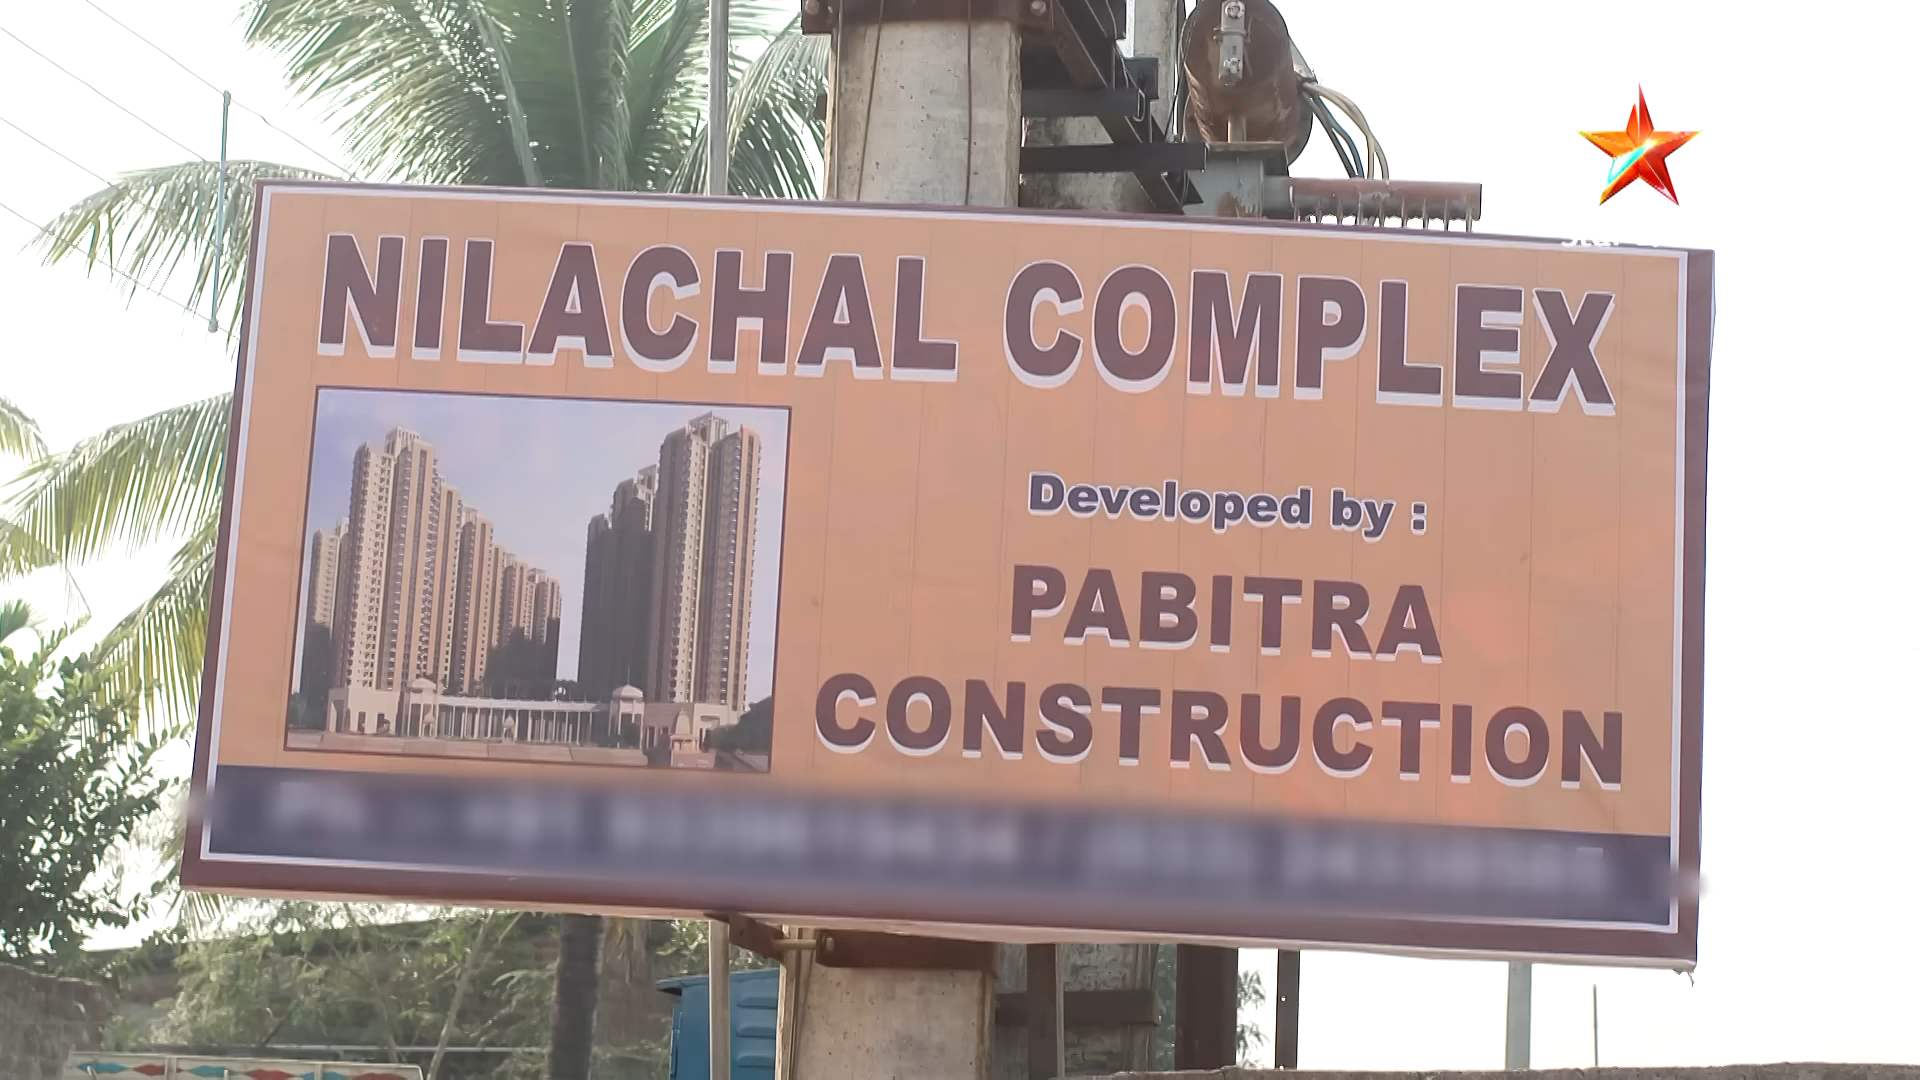 NILACHAL COMPLEX
Developed by :
PABITRA
CONSTRUCTION